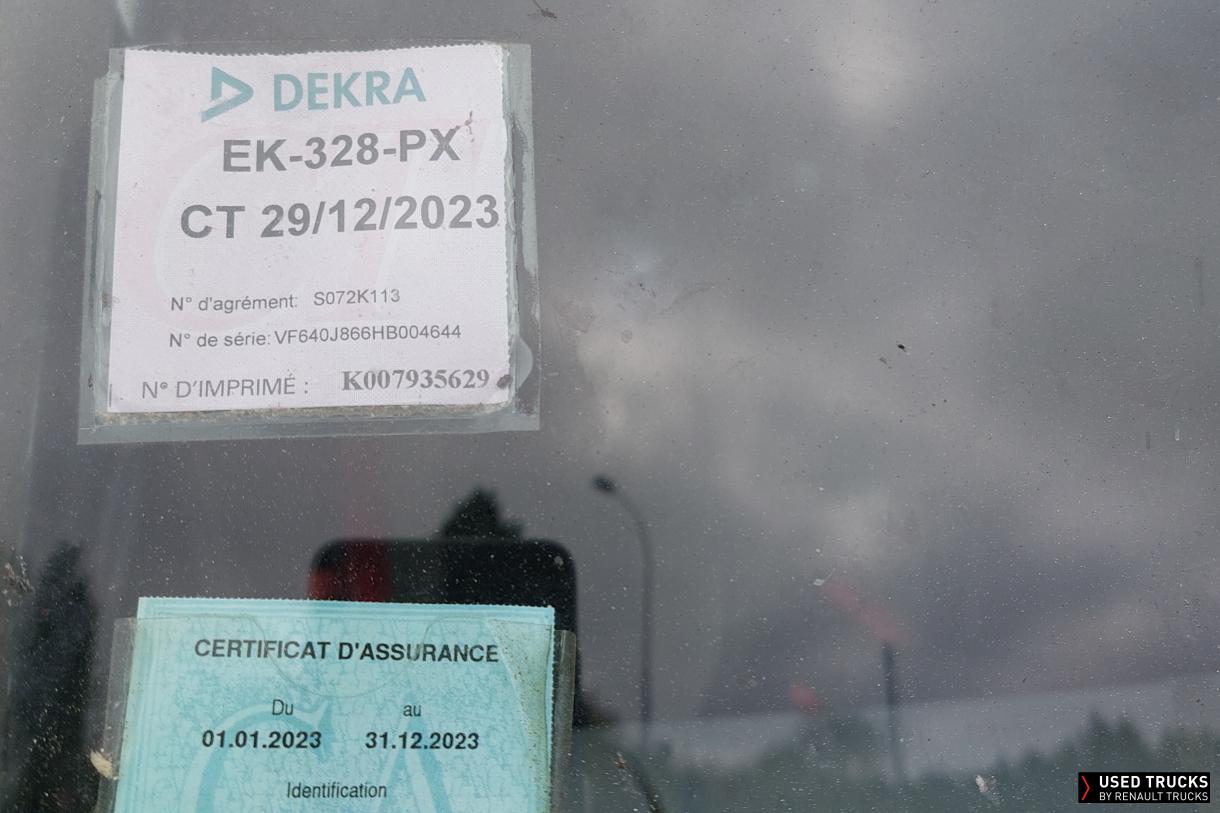 DEKRA
EK-328-PX
CT 29/12/2023
N° d'agrément: S072K113
N° de série: VF640J866HB004644
N° D'IMPRIMÉ : K007935629
CERTIFICAT D'ASSURANCE
Du au
01.01.2023 31.12.2023
Identification
USED TRUCKS
BY RENAULT TRUCKS